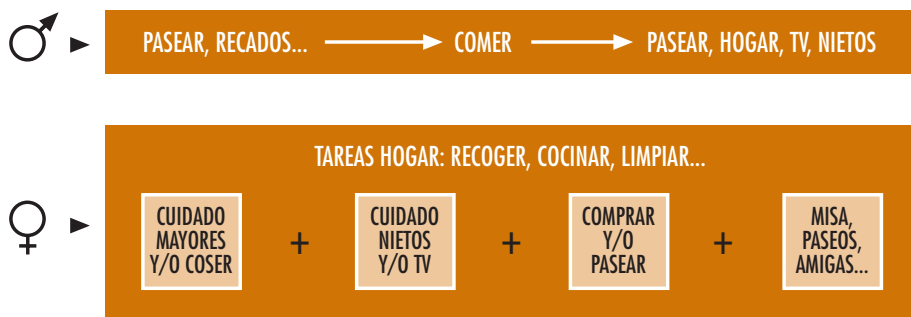 PASEAR, RECADOS... COMER PASEAR, HOGAR, TV, NIETOS
TAREAS HOGAR: RECOGER, COCINAR, LIMPIAR...
CUIDADO
MAYORES
Y/O COSER
+
CUIDADO
NIETOS
Y/O TV
+
COMPRAR
Y/O
PASEAR
+
MISA,
PASEOS,
AMIGAS...